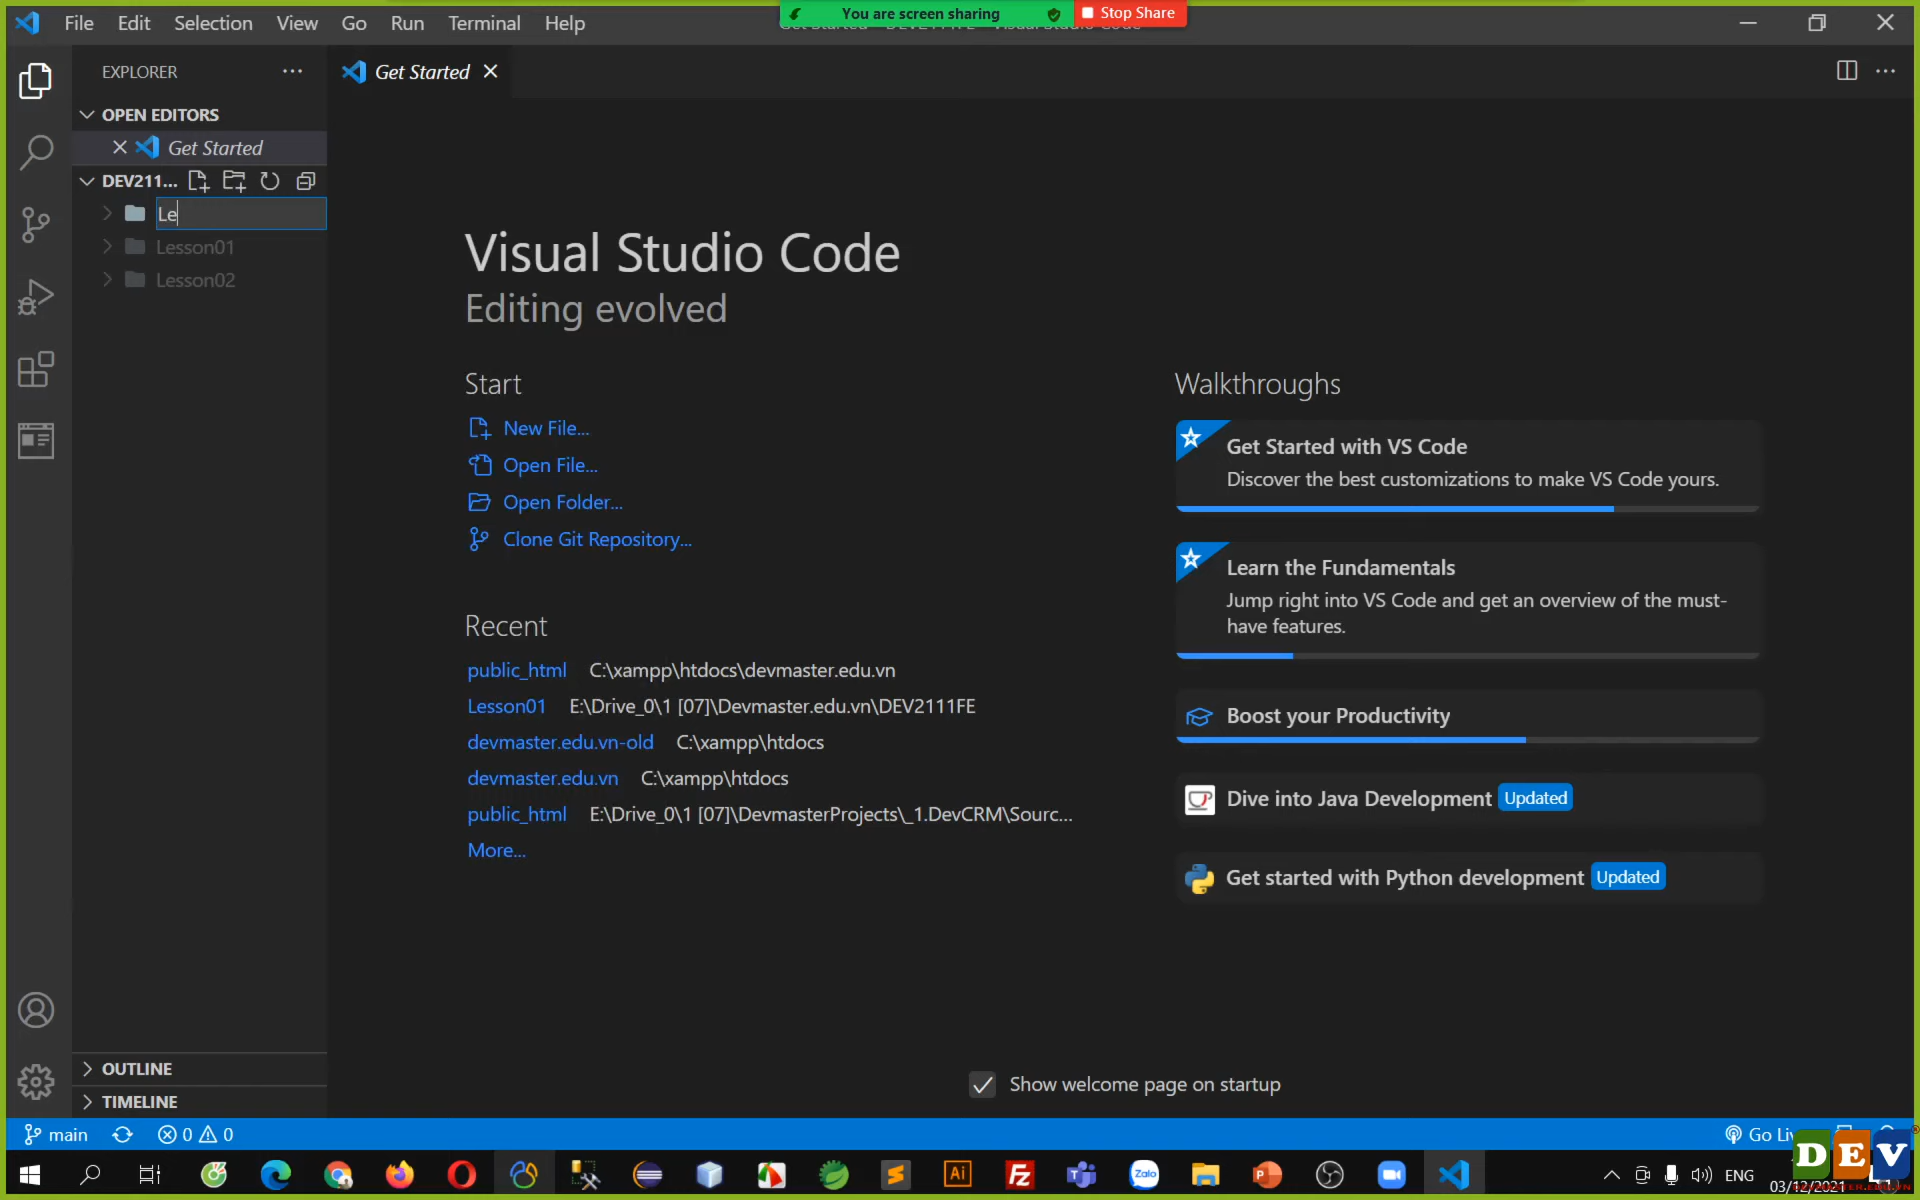 File Edit Selection View Go Run Terminal Help
You are screen sharing
Stop Share
EXPLORER
Get Started
OPEN EDITORS
Get Started
DEV211...
Le
Lesson01
Lesson02
Visual Studio Code
Editing evolved
Start
New File...
Open File...
Open Folder...
Clone Git Repository...
Recent
public_html C:\xampp\htdocs\devmaster.edu.vn
Lesson01 E:\Drive_0\1 [07]\Devmaster.edu.vn\DEV2111FE
devmaster.edu.vn-old C:\xampp\htdocs
devmaster.edu.vn C:\xampp\htdocs
public_html E:\Drive_0\1 [07]\DevmasterProjects\_1.DevCRM\Sourc...
More...
Walkthroughs
Get Started with VS Code
Discover the best customizations to make VS Code yours.
Learn the Fundamentals
Jump right into VS Code and get an overview of the must-
have features.
Boost your Productivity
Dive into Java Development Updated
Get started with Python development Updated
Show welcome page on startup
OUTLINE
TIMELINE
main
0 0
Go Li
DEV
Ai
Fz
Zalo
ENG
03/12/2021